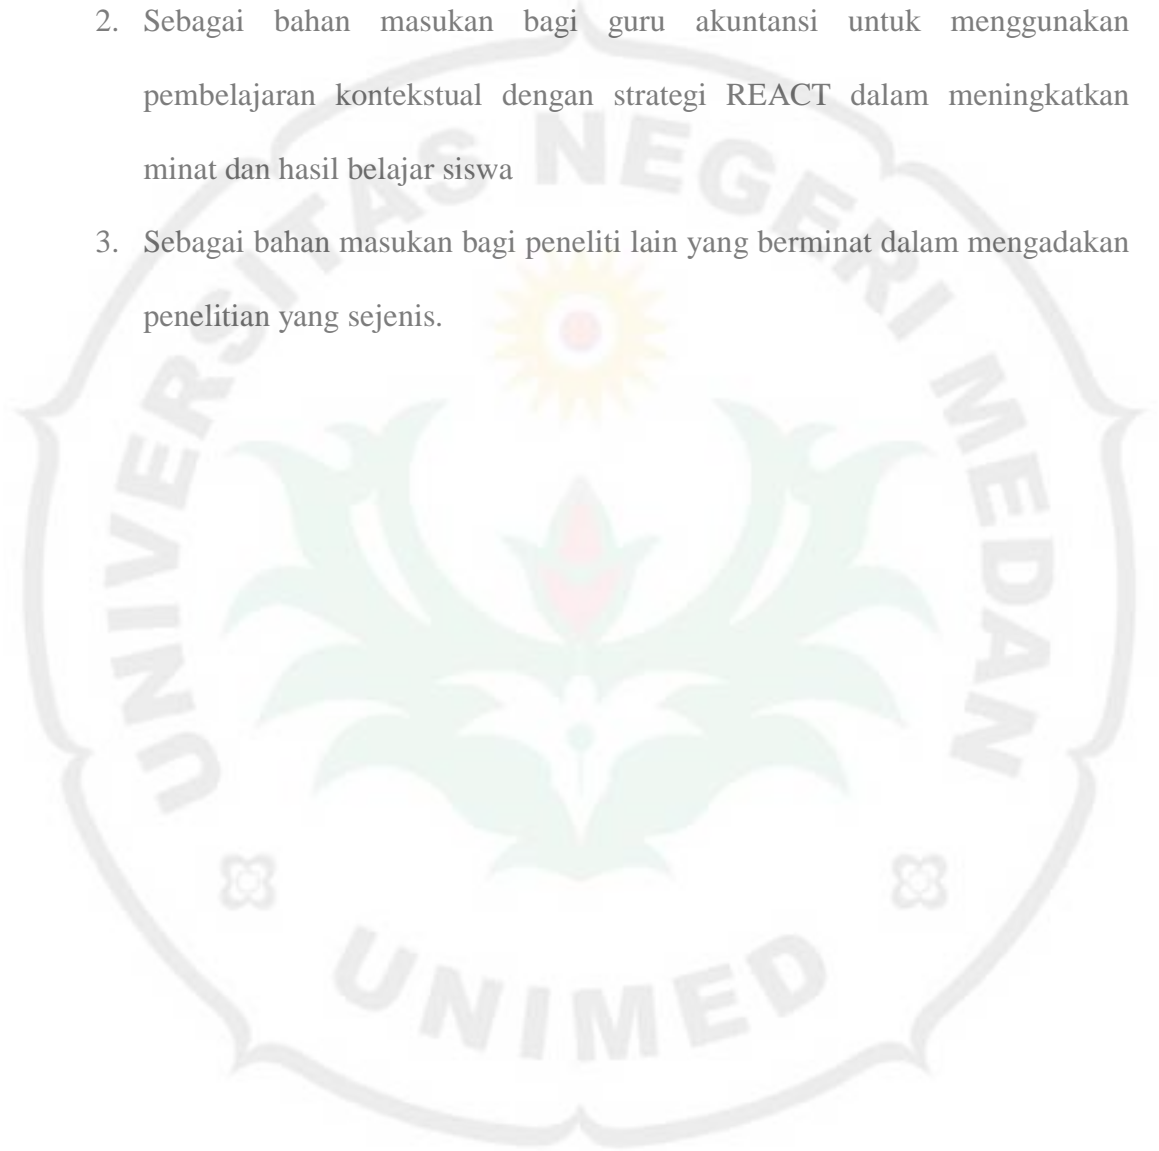 2. Sebagai bahan masukan bagi guru akuntansi untuk menggunakan
pembelajaran kontekstual dengan strategi REACT dalam meningkatkan
minat dan hasil belajar siswa
3. Sebagai bahan masukan bagi peneliti lain yang berminat dalam mengadakan
penelitian yang sejenis.
UNIVERSITAS NEGERI MEDAN
UNIMED